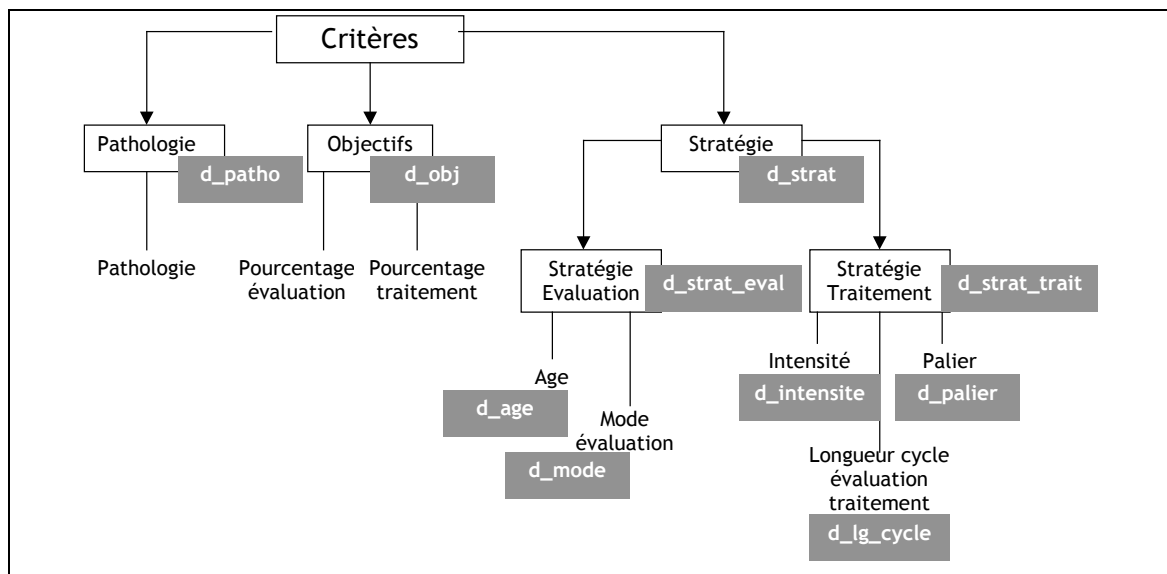 Critères
Pathologie
d_patho
Objectifs
d_obj
Stratégie
d_strat
Pathologie
Pourcentage
évaluation
Pourcentage
traitement
Stratégie
Evaluation
d_strat_eval
Stratégie
Traitement
d_strat_trait
Age
d_age
Mode
évaluation
d_mode
Intensité
d_intensite
Palier
d_palier
Longueur cycle
évaluation
traitement
d_lg_cycle